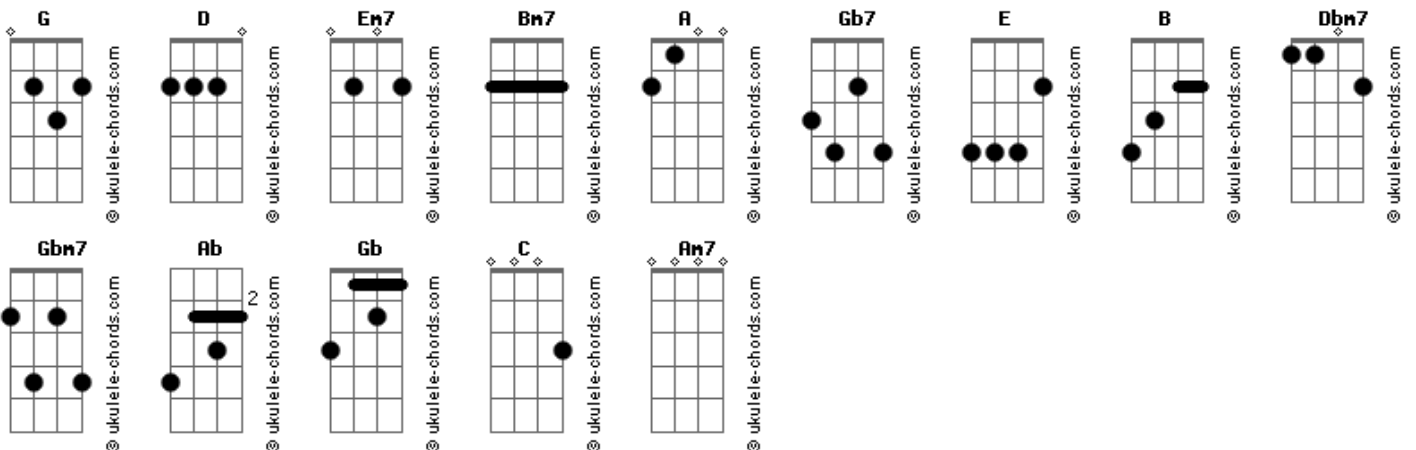 G D Em7 Bm7 A Gb7 E B Dbm7
© ukulele-chords.com © ukulele-chords.com © ukulele-chords.com © ukulele-chords.com © ukulele-chords.com © ukulele-chords.com © ukulele-chords.com © ukulele-chords.com © ukulele-chords.com
Gbm7 Ab Gb C Am7
2
© ukulele-chords.com © ukulele-chords.com © ukulele-chords.com © ukulele-chords.com © ukulele-chords.com